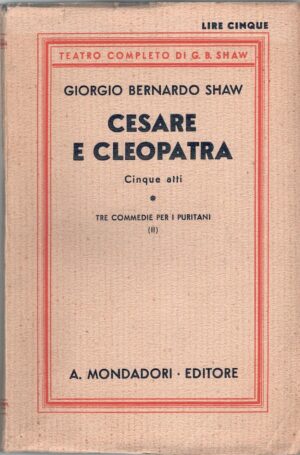 LIRE CINQUE
TEATRO COMPLETO DI G. B. SHAW
GIORGIO BERNARDO SHAW
CESARE
E CLEOPATRA
Cinque atti
TRE COMMEDIE PER I PURITANI
(II)
A. MONDADORI · EDITORE